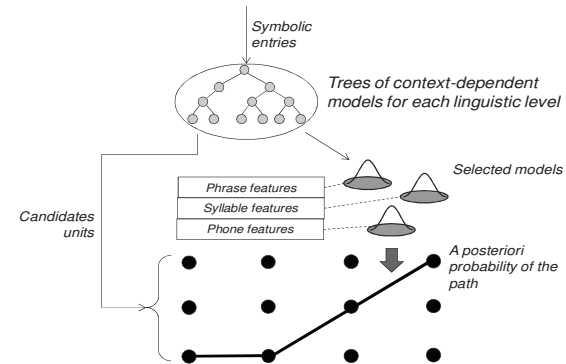 Symbolic
entries
Trees of context-dependent
models for each linguistic level
Selected models
Phrase features
Syllable features
Phone features
Candidates
units
A posteriori
probability of the
path